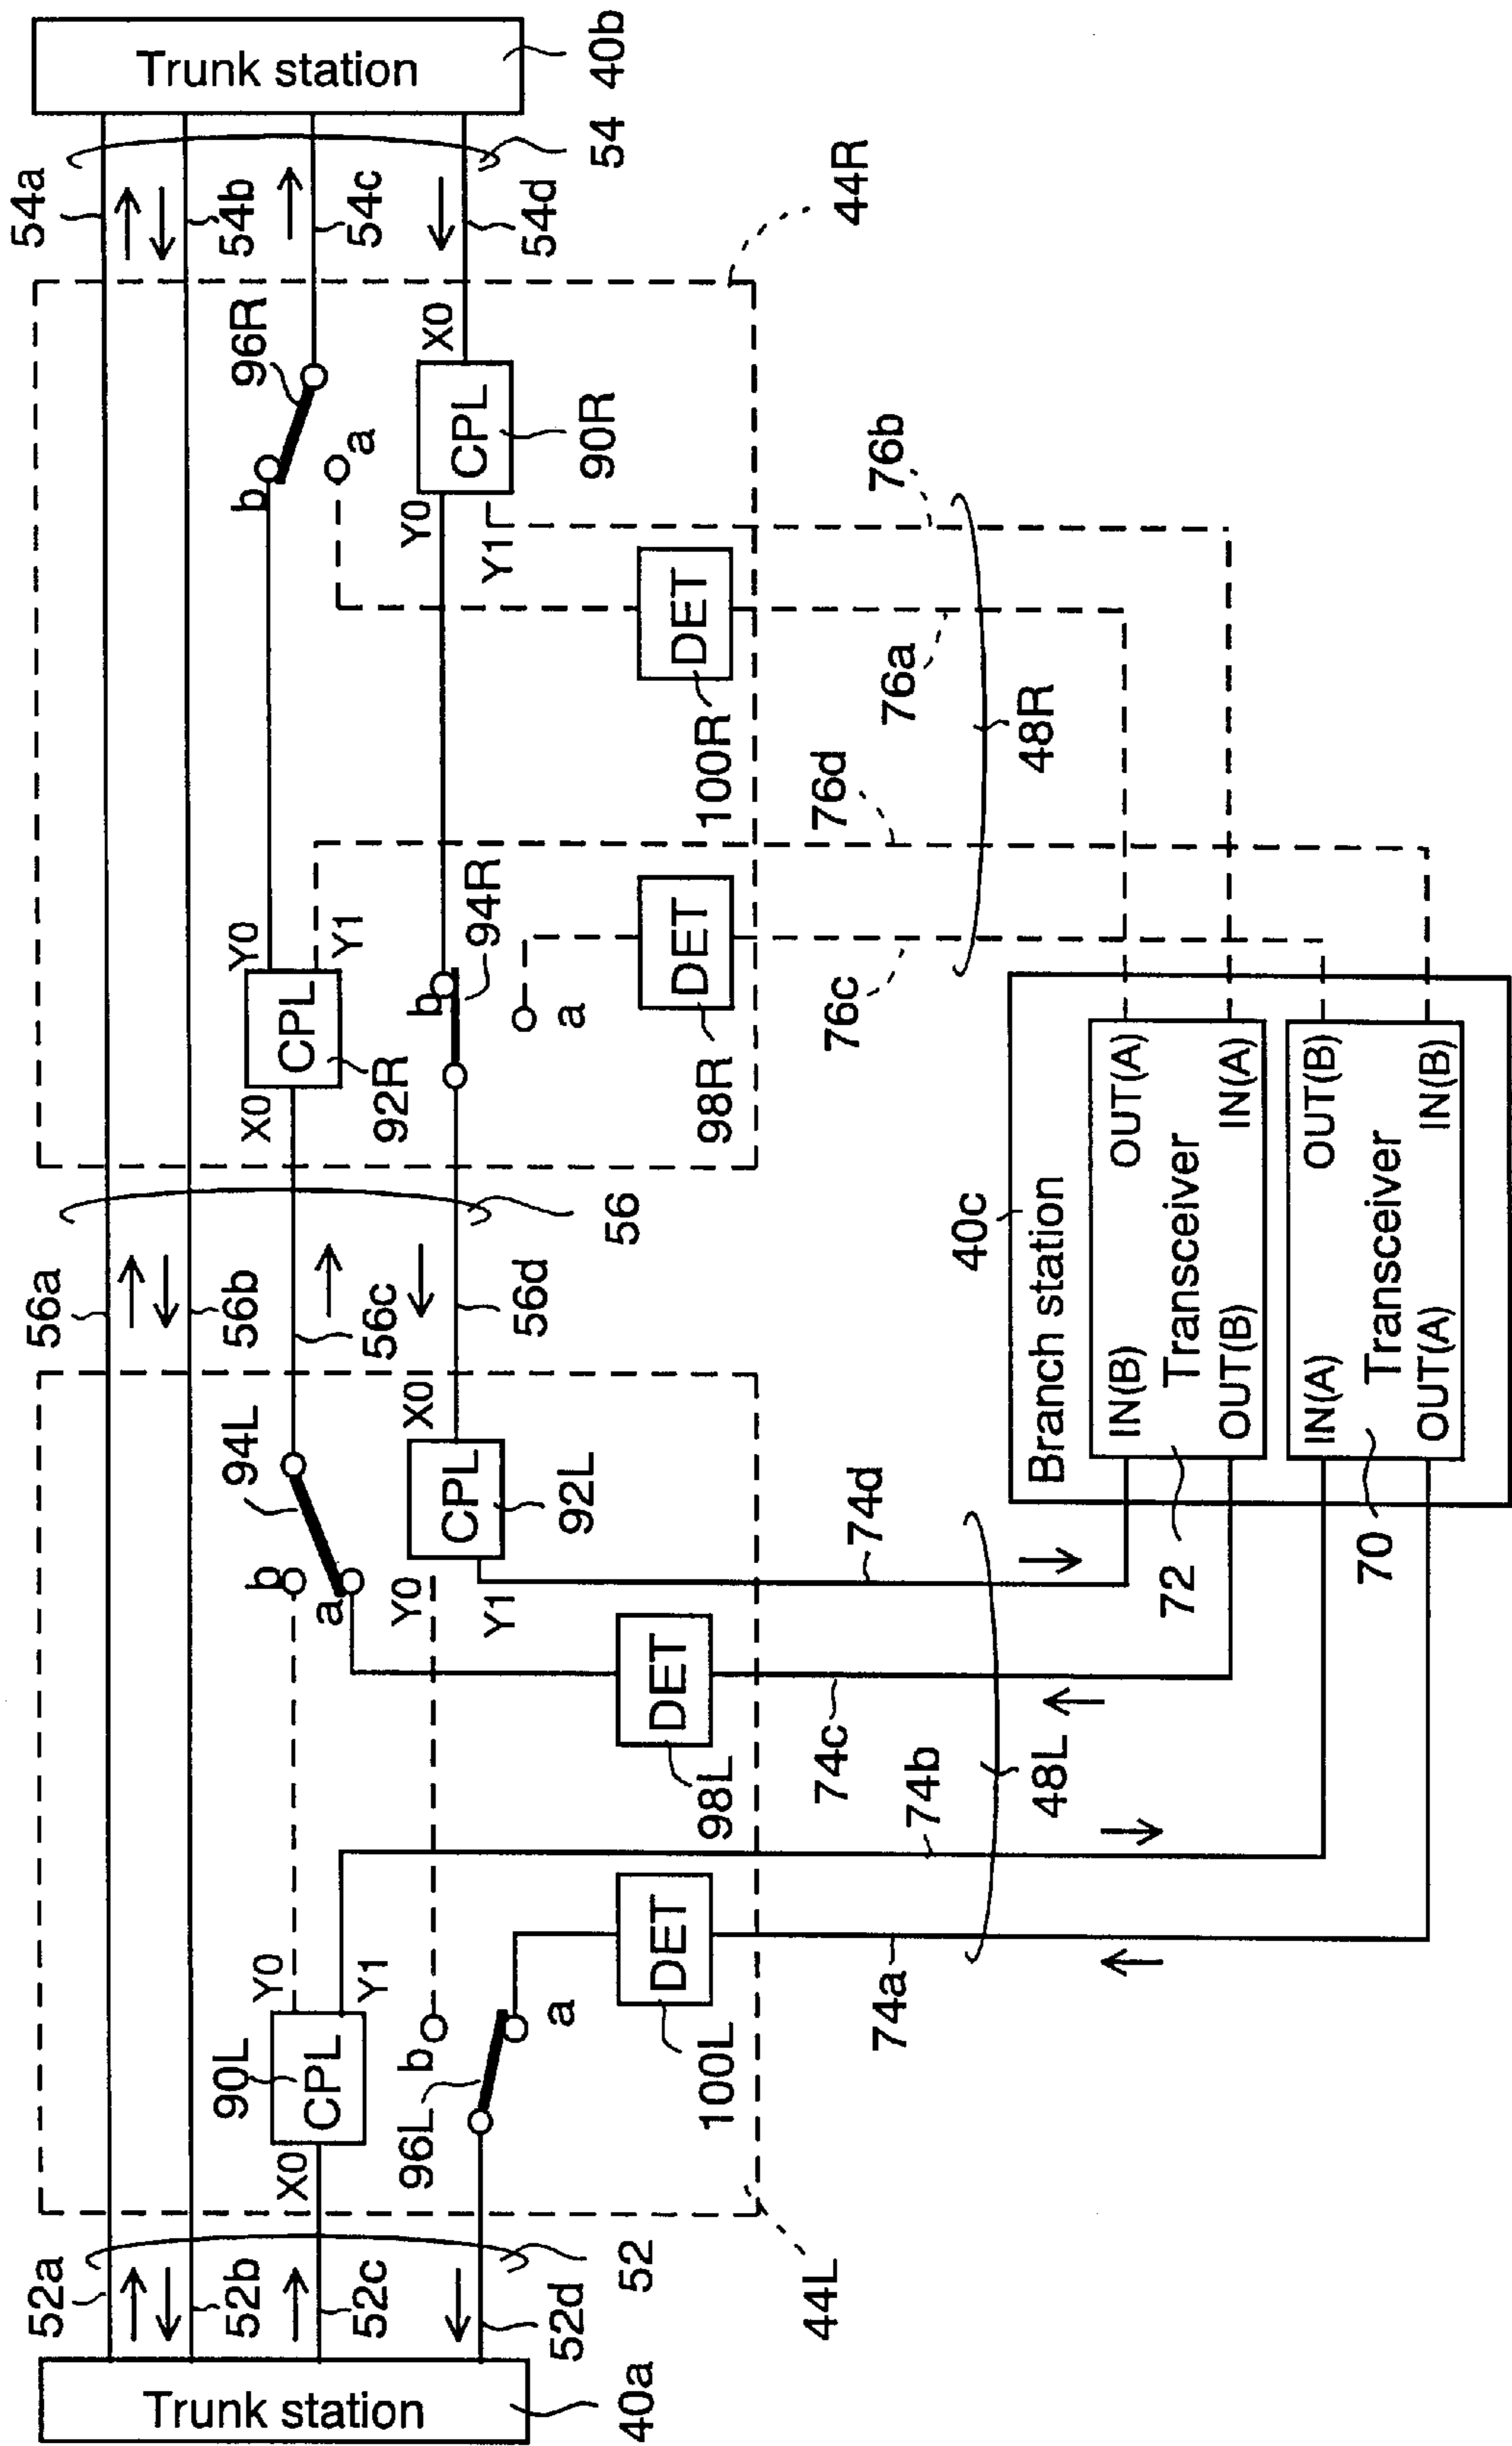 Trunk station
40b
54a
54b
54c
54d
54
44R
96R
b
a
X0
CPL
90R
Y0
Y1
76b
DET
100R
76a
48R
76d
Y0
Y1
CPL
92R
X0
b
94R
a
DET
98R
76c
56a
56b
56c
56d
56
40c
Branch station
OUT(A)
IN(A)
Transceiver
IN(B)
OUT(B)
72
OUT(B)
IN(B)
Transceiver
IN(A)
OUT(A)
70
94L
b
a
X0
CPL
92L
Y0
Y1
74d
DET
98L
74c
74b
48L
Y0
Y1
90L
CPL
X0
b
a
96L
DET
100L
74a
44L
52a
52b
52c
52d
52
Trunk station
40a